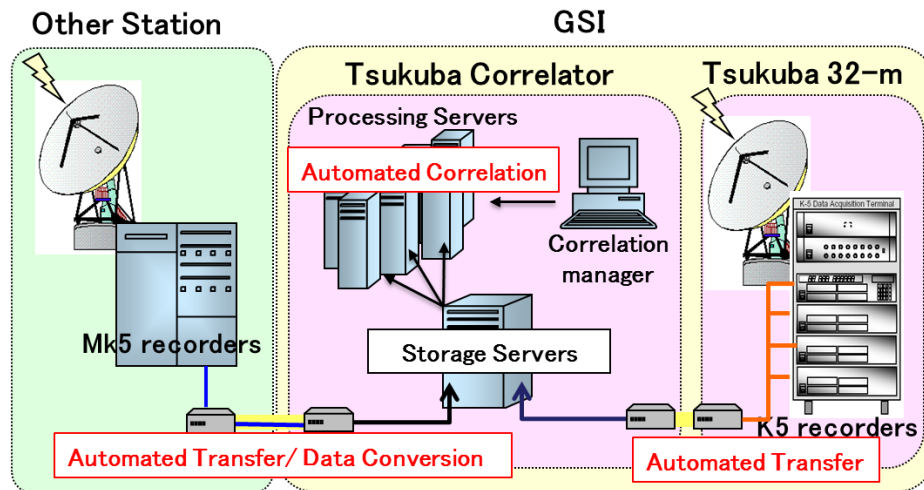 Other Station
GSI
Tsukuba Correlator
Tsukuba 32-m
Processing Servers
Automated Correlation
Correlation
manager
K-5 Data Acquisition Terminal
Mk5 recorders
Storage Servers
K5 recorders
Automated Transfer/ Data Conversion
Automated Transfer